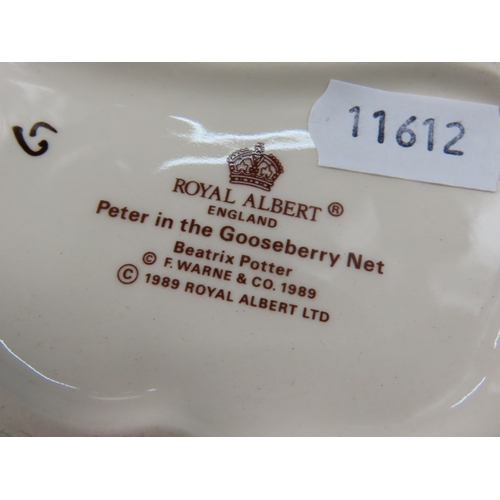 11612
ROYAL ALBERT ®
ENGLAND
Peter in the Gooseberry Net
Beatrix Potter
© F. WARNE & CO. 1989
© 1989 ROYAL ALBERT LTD